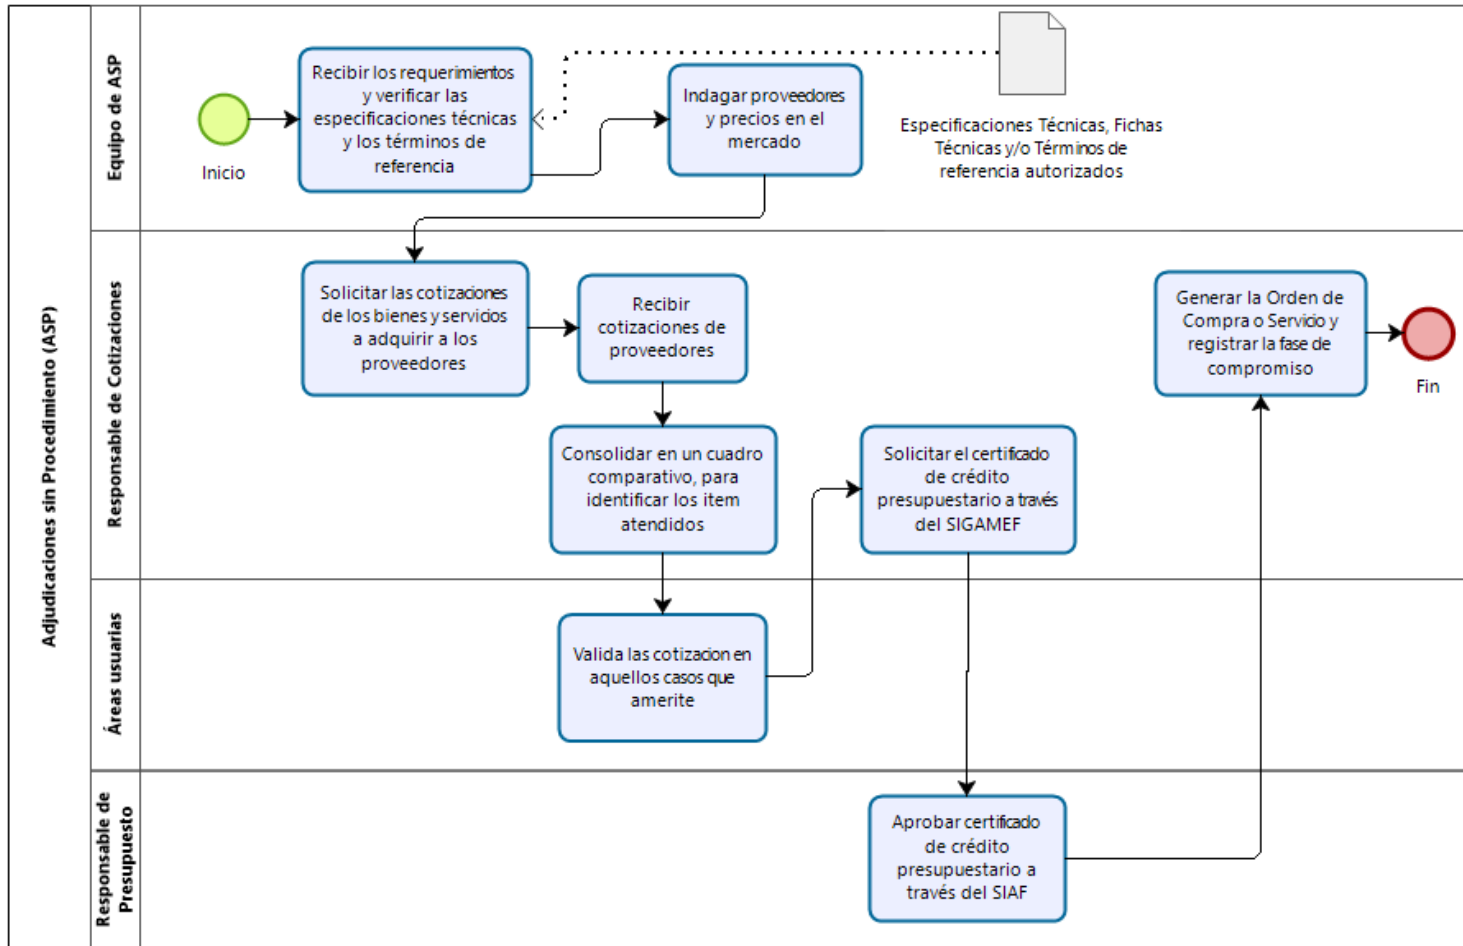 Adjudicaciones sin Procedimiento (ASP)
Equipo de ASP
Inicio
Recibir los requerimientos
y verificar las
especificaciones técnicas
y los términos de
referencia
Indagar proveedores
y precios en el
mercado
Especificaciones Técnicas, Fichas
Técnicas y/o Términos de
referencia autorizados
Responsable de Cotizaciones
Solicitar las cotizaciones
de los bienes y servicios
a adquirir a los
proveedores
Recibir
cotizaciones de
proveedores
Generar la Orden de
Compra o Servicio y
registrar la fase de
compromiso
Fin
Consolidar en un cuadro
comparativo, para
identificar los item
atendidos
Solicitar el certificado
de crédito
presupuestario a través
del SIGAMEF
Áreas usuarias
Valida las cotizacion en
aquellos casos que
amerite
Responsable de
Presupuesto
Aprobar certificado
de crédito
presupuestario a
través del SIAF